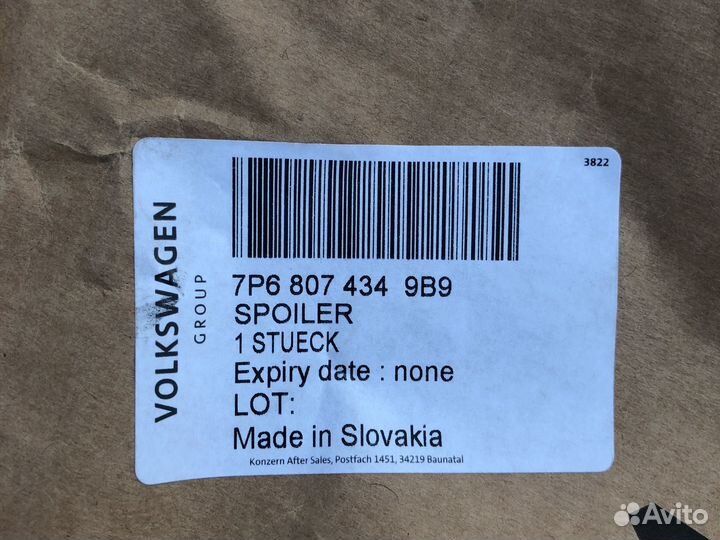 3822
VOLKSWAGEN
GROUP
7P6 807 434 9B9
SPOILER
1 STUECK
Expiry date : none
LOT:
Made in Slovakia
Konzern After Sales, Postfach 1451, 34219 Baunatal
Avito